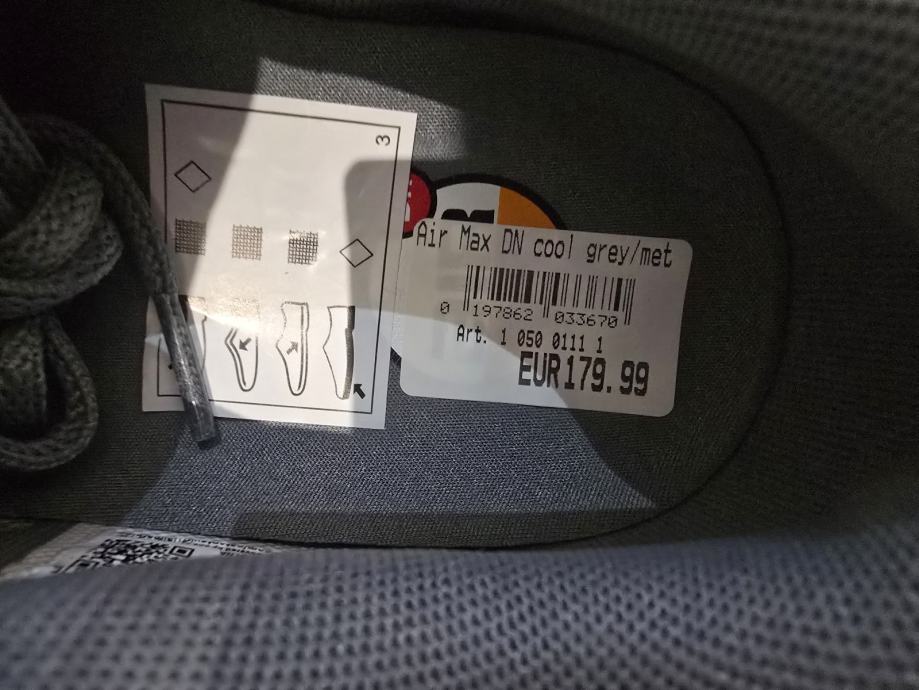 3
Air Max DN cool grey/met
0 197862 033670
Art. 1 050 0111 1
EUR179.99